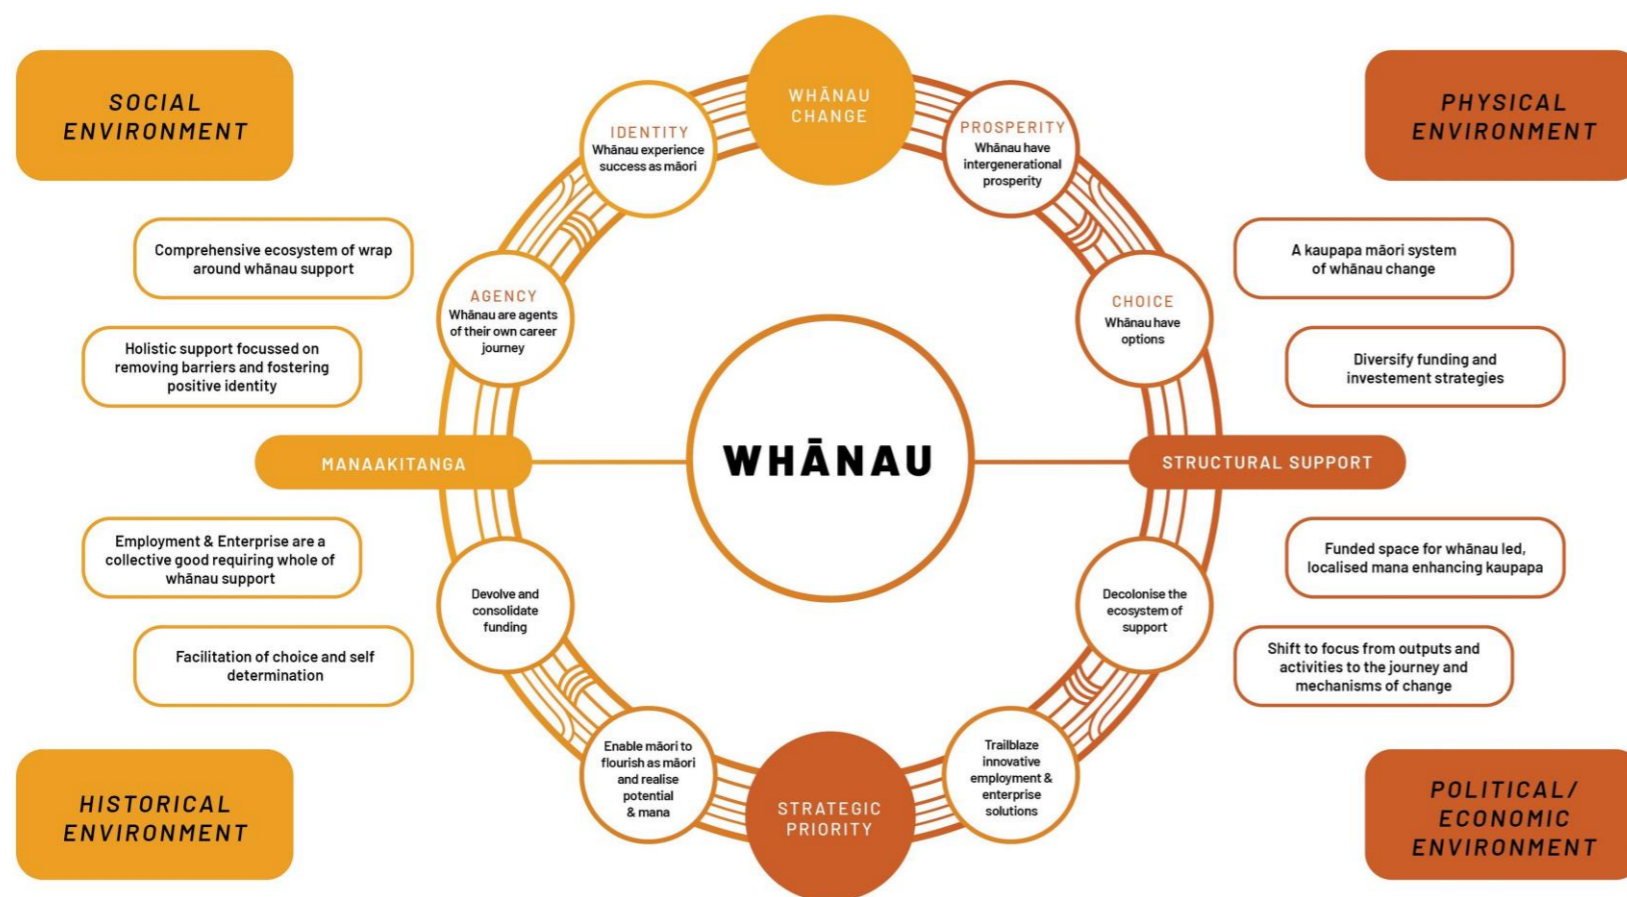 SOCIAL
ENVIRONMENT
WHĀNAU
CHANGE
PHYSICAL
ENVIRONMENT
IDENTITY
Whānau experience
success as māori
PROSPERITY
Whānau have
intergenerational
prosperity
Comprehensive ecosystem of wrap
around whānau support
AGENCY
Whānau are agents
of their own career
journey
CHOICE
Whānau have
options
A kaupapa māori system
of whānau change
Holistic support focussed on
removing barriers and fostering
positive identity
Diversify funding and
investement strategies
MANAAKITANGA
WHĀNAU
STRUCTURAL SUPPORT
Employment & Enterprise are a
collective good requiring whole of
whānau support
Devolve and
consolidate
funding
Decolonise the
ecosystem of
support
Funded space for whānau led,
localised mana enhancing kaupapa
Facilitation of choice and self
determination
Shift to focus from outputs and
activities to the journey and
mechanisms of change
Enable māori to
flourish as māori
and realise
potential
& mana
STRATEGIC
PRIORITY
Trailblaze
innovative
employment &
enterprise
solutions
HISTORICAL
ENVIRONMENT
POLITICAL/
ECONOMIC
ENVIRONMENT